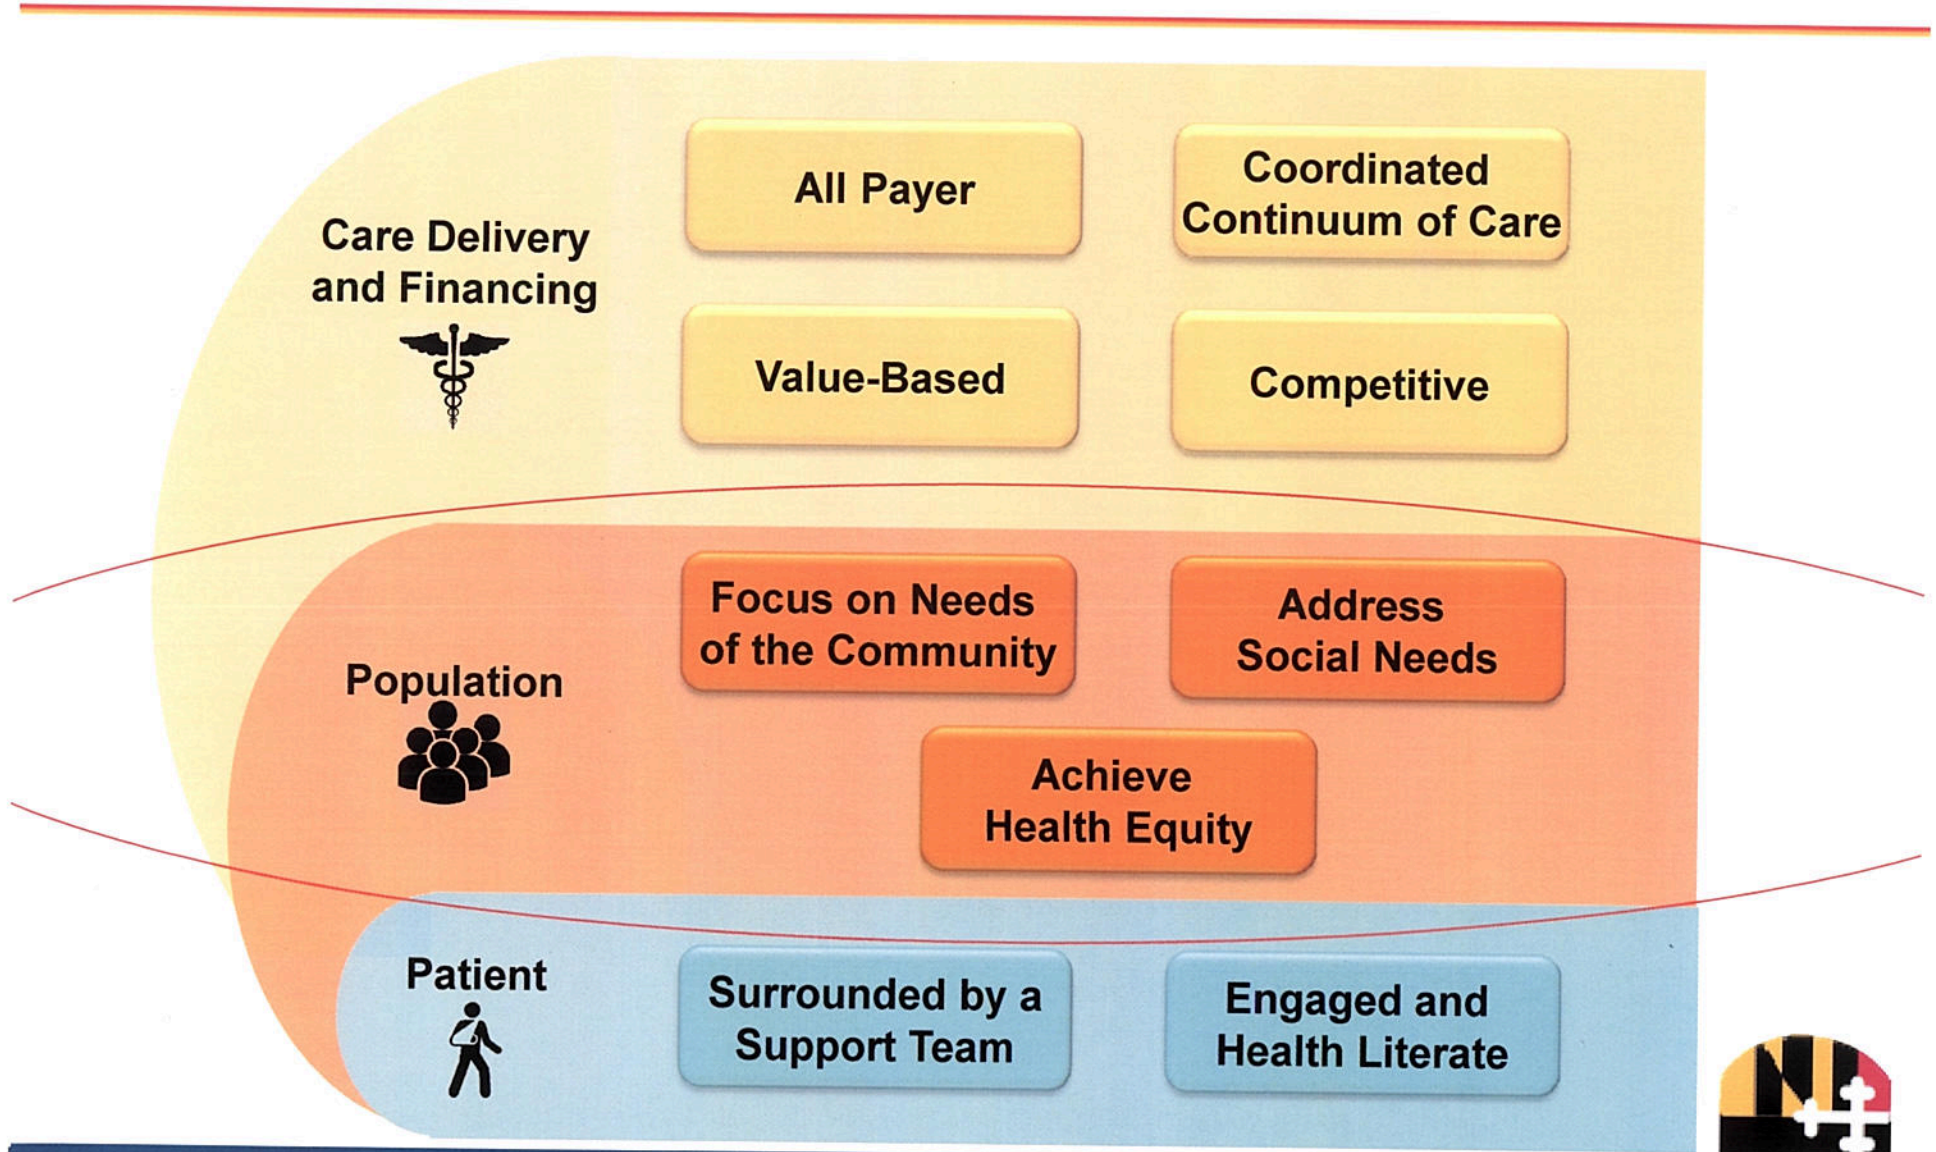 Care Delivery
and Financing
All Payer
Coordinated
Continuum of Care
Value-Based
Competitive
Population
Focus on Needs
of the Community
Address
Social Needs
Achieve
Health Equity
Patient
Surrounded by a
Support Team
Engaged and
Health Literate